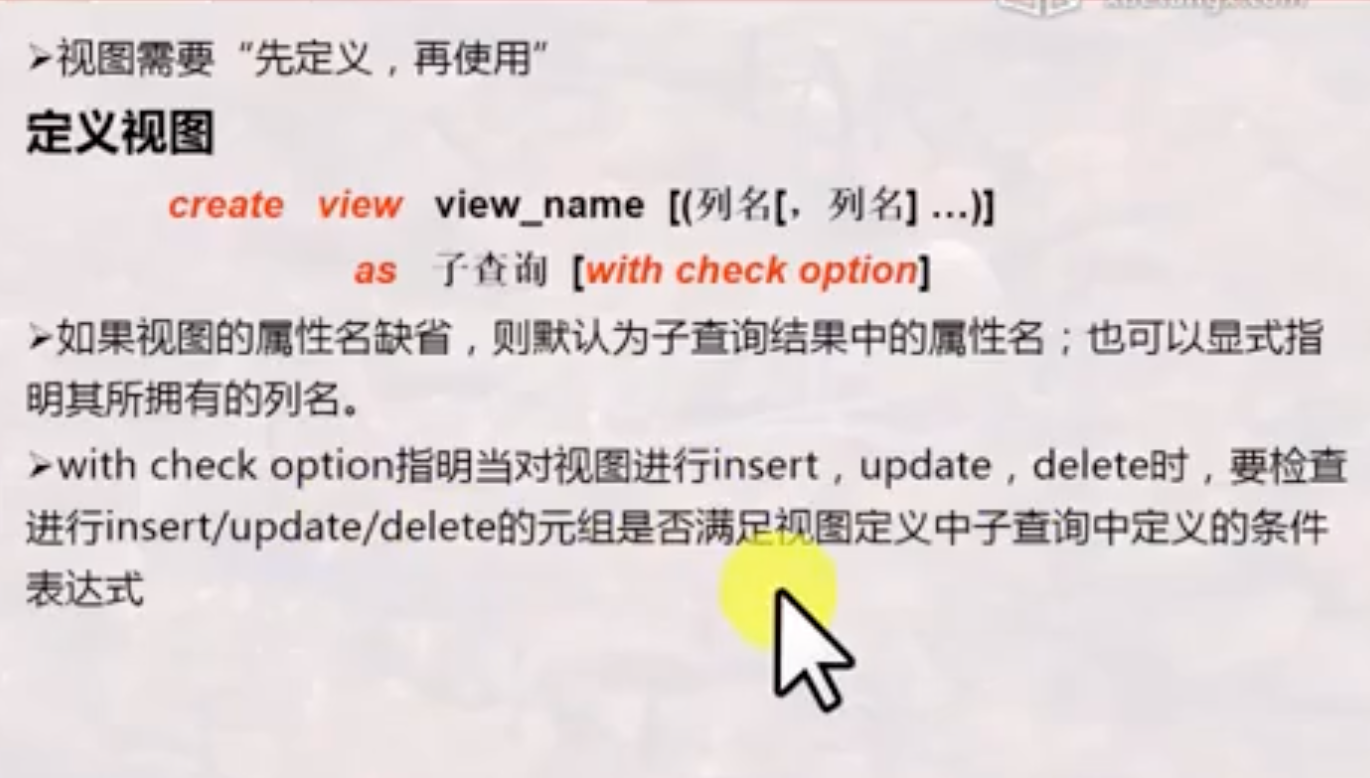 ➢视图需要“先定义，再使用”
定义视图
create view view_name [(列名[，列名] …)]
as 子查询 [with check option]
➢如果视图的属性名缺省，则默认为子查询结果中的属性名；也可以显式指
明其所拥有的列名。
➢with check option指明当对视图进行insert，update，delete时，要检查
进行insert/update/delete的元组是否满足视图定义中子查询中定义的条件
表达式